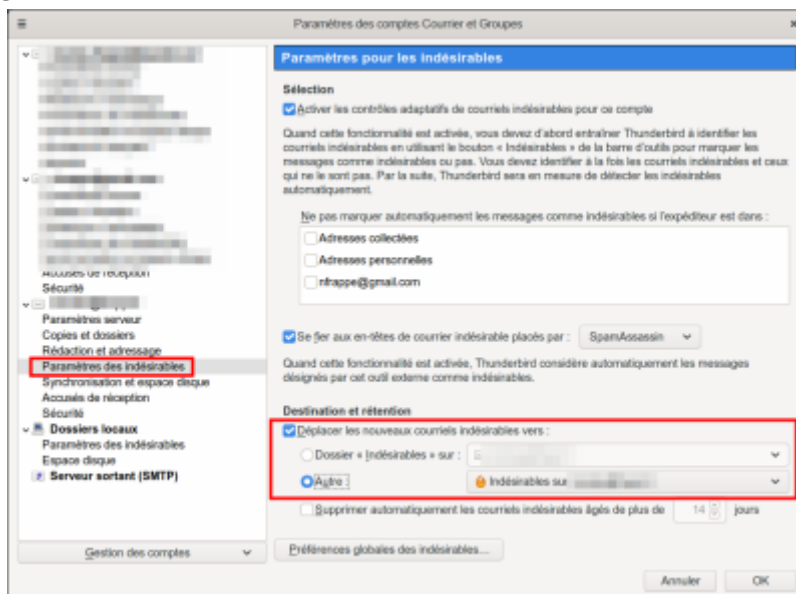 Paramètres des comptes Courrier et Groupes
Accusés de réception
Sécurité
Paramètres serveur
Copies et dossiers
Rédaction et adressage
Paramètres des indésirables
Synchronisation et espace disque
Accusés de réception
Sécurité
Dossiers locaux
Paramètres des indésirables
Espace disque
Serveur sortant (SMTP)
Gestion des comptes
Paramètres pour les indésirables
Sélection
Activer les contrôles adaptatifs de courriels indésirables pour ce compte
Quand cette fonctionnalité est activée, vous devez d'abord entraîner Thunderbird à identifier les
courriels indésirables en utilisant le bouton « Indésirables » de la barre d'outils pour marquer les
messages comme indésirables ou pas. Vous devez identifier à la fois les courriels indésirables et ceux
qui ne le sont pas. Par la suite, Thunderbird sera en mesure de détecter les indésirables
automatiquement.
Ne pas marquer automatiquement les messages comme indésirables si l'expéditeur est dans :
Adresses collectées
Adresses personnelles
nfrappe@gmail.com
Se fier aux en-têtes de courrier indésirable placés par : SpamAssassin
Quand cette fonctionnalité est activée, Thunderbird considère automatiquement les messages
désignés par cet outil externe comme indésirables.
Destination et rétention
Déplacer les nouveaux courriels indésirables vers :
Dossier « Indésirables » sur :
Autre : Indésirables sur
Supprimer automatiquement les courriels indésirables âgés de plus de 14 jours
Préférences globales des indésirables...
Annuler OK